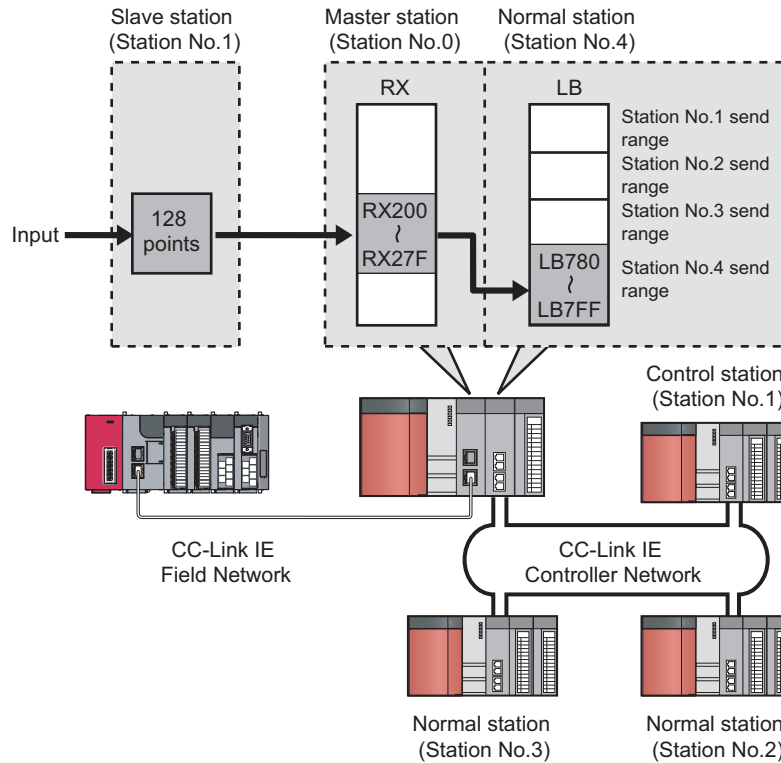 Slave station
(Station No.1)
Master station
(Station No.0)
Normal station
(Station No.4)
RX
LB
Station No.1 send
range
Station No.2 send
range
Station No.3 send
range
Station No.4 send
range
Input
128
points
RX200
~
RX27F
LB780
~
LB7FF
Control station
(Station No.1)
CC-Link IE
Field Network
CC-Link IE
Controller Network
Normal station
(Station No.3)
Normal station
(Station No.2)